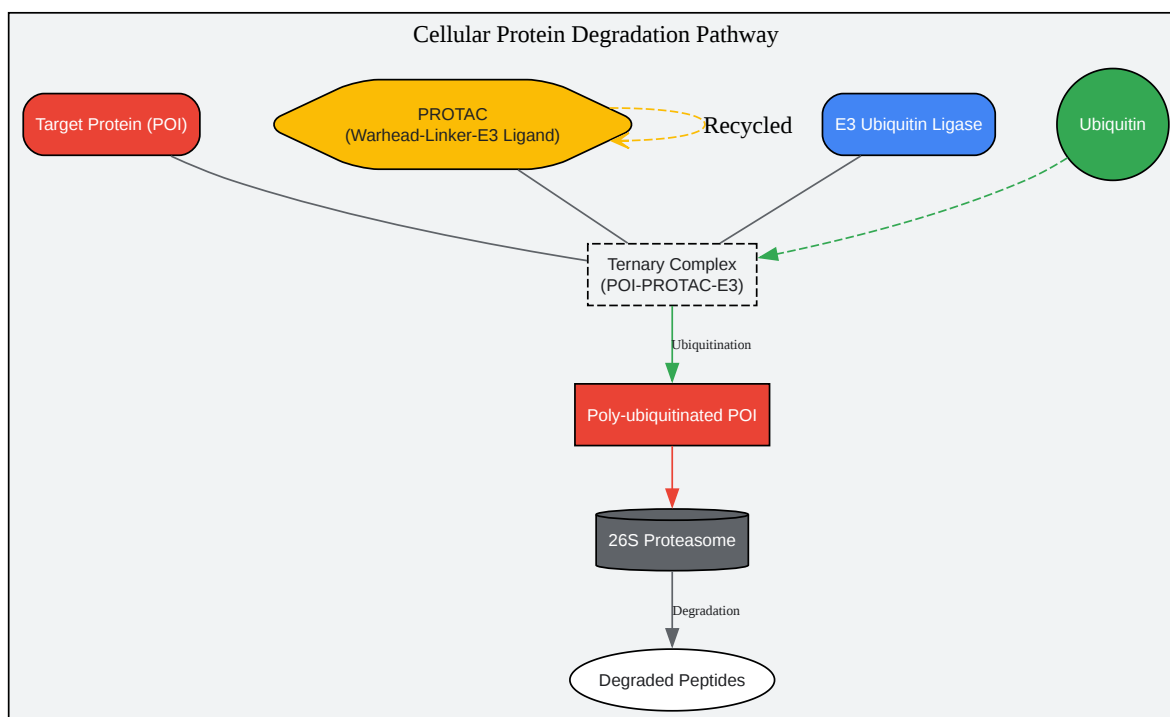 Cellular Protein Degradation Pathway
Target Protein (POI)
PROTAC
(Warhead-Linker-E3 Ligand)
Recycled
E3 Ubiquitin Ligase
Ubiquitin
Ternary Complex
(POI-PROTAC-E3)
Ubiquitination
Poly-ubiquitinated POI
26S Proteasome
Degradation
Degraded Peptides